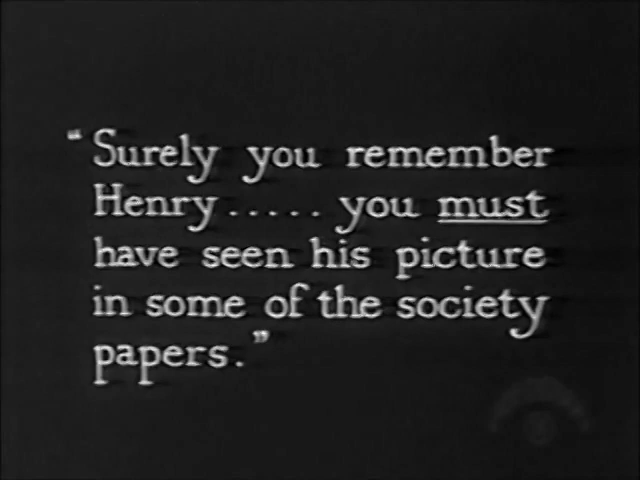 “Surely you remember
Henry..... you must
have seen his picture
in some of the society
papers.”